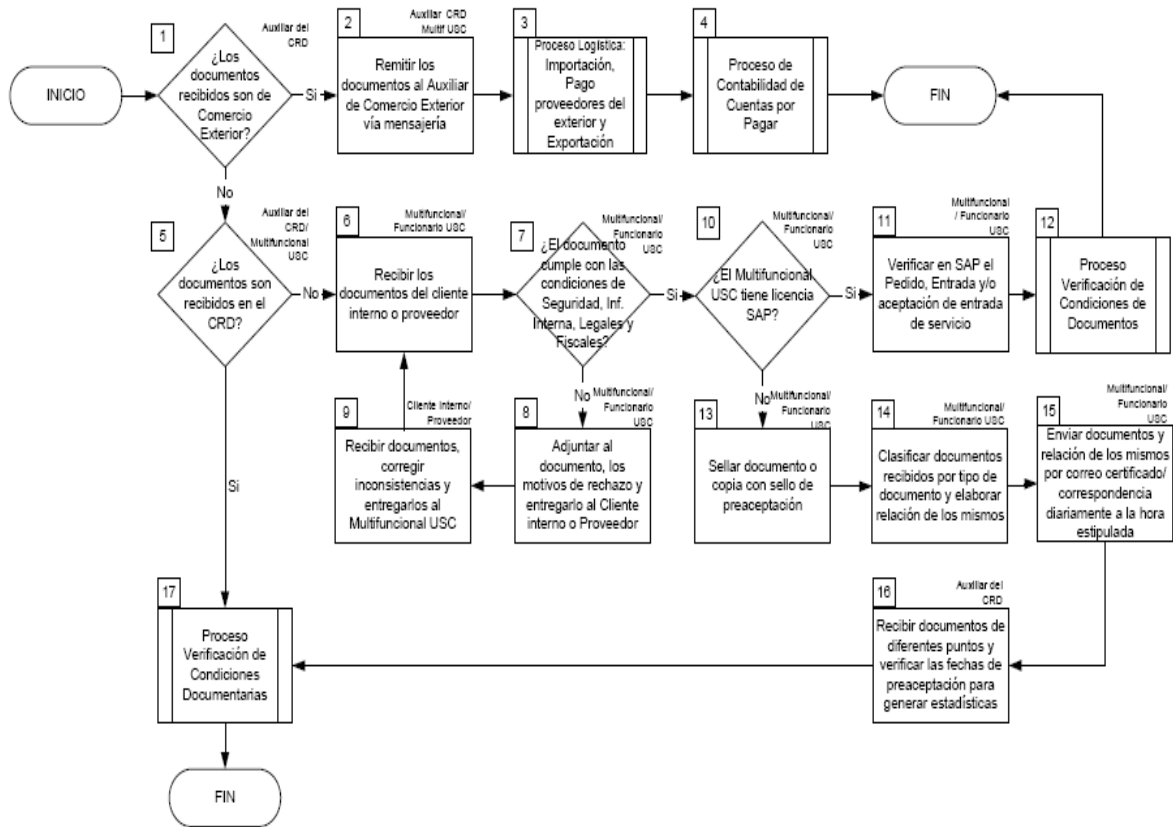 INICIO
1
Auxiliar del
CRD
¿Los
documentos
recibidos son de
Comercio
Exterior?
Si
No
2
Auxiliar CRD
Multif USC
Remitir los
documentos al Auxiliar
de Comercio Exterior
vía mensajería
3
Proceso Logística:
Importación,
Pago
proveedores del
exterior y
Exportación
4
Proceso de
Contabilidad de
Cuentas por
Pagar
FIN
5
Auxiliar del
CRD/
Multifuncional
USC
¿Los
documentos son
recibidos en el
CRD?
No
Si
6
Multifuncional/
Funcionario USC
Recibir los
documentos del cliente
interno o proveedor
7
Multifuncional/
Funcionario
USC
¿El documento
cumple con las
condiciones de
Seguridad, Inf.
Interna, Legales y
Fiscales?
Si
No
10
Multifuncional/
Funcionario
USC
¿El Multifuncional
USC tiene licencia
SAP?
Si
No
11
Multifuncional
/ Funcionario USC
Verificar en SAP el
Pedido, Entrada y/o
aceptación de entrada
de servicio
12
Proceso
Verificación de
Condiciones de
Documentos
9
Cliente Interno/
Proveedor
Recibir documentos,
corregir
inconsistencias y
entregarlos al
Multifuncional USC
8
Multifuncional/
Funcionario
USC
Adjuntar al
documento, los
motivos de rechazo y
entregarlo al Cliente
interno o Proveedor
13
Multifuncional/
Funcionario
USC
Sellar documento o
copia con sello de
preaceptación
14
Multifuncional/
Funcionario USC
Clasificar documentos
recibidos por tipo de
documento y elaborar
relación de los mismos
15
Multifuncional/
Funcionario
USC
Enviar documentos y
relación de los mismos
por correo certificado/
correspondencia
diariamente a la hora
estipulada
16
Auxiliar del
CRD
Recibir documentos de
diferentes puntos y
verificar las fechas de
preaceptación para
generar estadísticas
17
Proceso
Verificación de
Condiciones
Documentarias
FIN